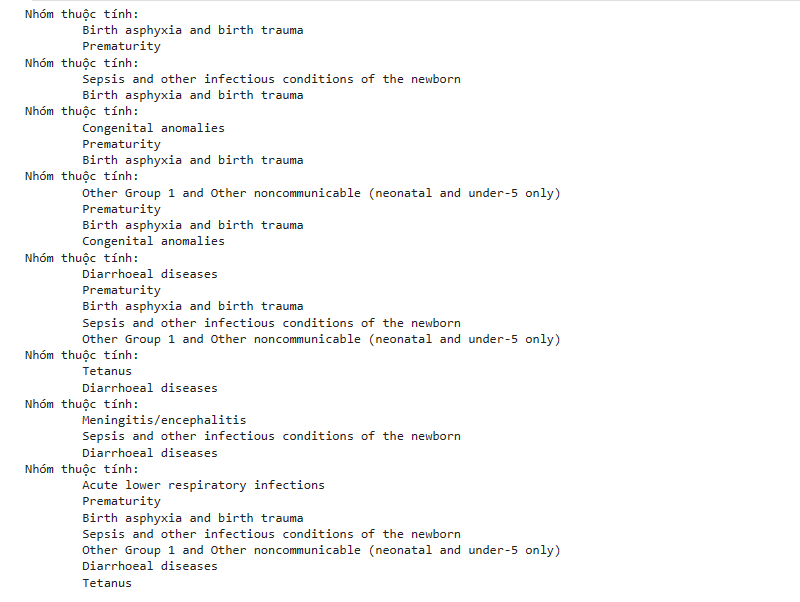 Nhóm thuộc tính:
Birth asphyxia and birth trauma
Prematurity
Nhóm thuộc tính:
Sepsis and other infectious conditions of the newborn
Birth asphyxia and birth trauma
Nhóm thuộc tính:
Congenital anomalies
Prematurity
Birth asphyxia and birth trauma
Nhóm thuộc tính:
Other Group 1 and Other noncommunicable (neonatal and under-5 only)
Prematurity
Birth asphyxia and birth trauma
Congenital anomalies
Nhóm thuộc tính:
Diarrhoeal diseases
Prematurity
Birth asphyxia and birth trauma
Sepsis and other infectious conditions of the newborn
Other Group 1 and Other noncommunicable (neonatal and under-5 only)
Nhóm thuộc tính:
Tetanus
Diarrhoeal diseases
Nhóm thuộc tính:
Meningitis/encephalitis
Sepsis and other infectious conditions of the newborn
Diarrhoeal diseases
Nhóm thuộc tính:
Acute lower respiratory infections
Prematurity
Birth asphyxia and birth trauma
Sepsis and other infectious conditions of the newborn
Other Group 1 and Other noncommunicable (neonatal and under-5 only)
Diarrhoeal diseases
Tetanus